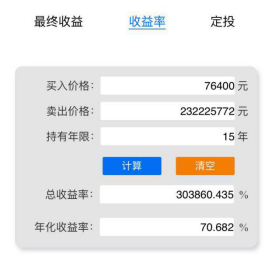 最终收益 收益率 定投
买入价格: 76400 元
卖出价格: 232225772 元
持有年限: 15 年
计算 清空
总收益率: 303860.435 %
年化收益率: 70.682 %